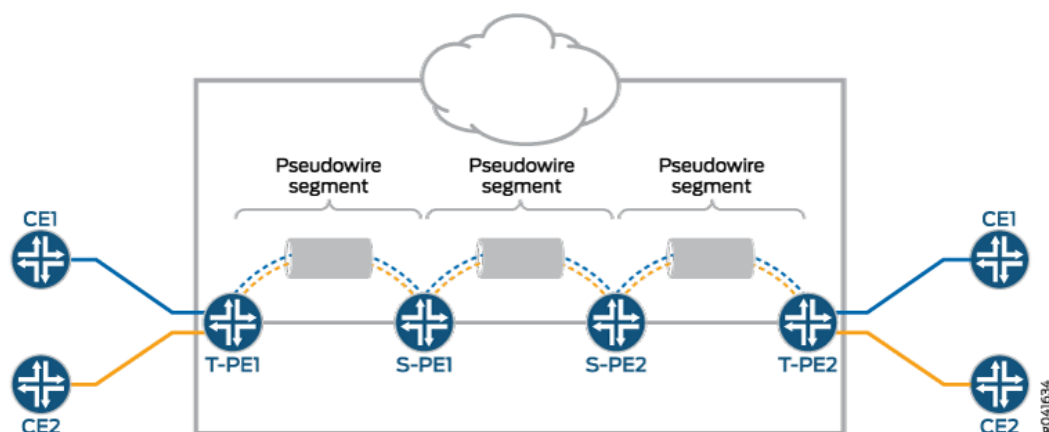 Pseudowire
segment
Pseudowire
segment
Pseudowire
segment
CE1
CE1
T-PE1
S-PE1
S-PE2
T-PE2
CE2
CE2
g041634